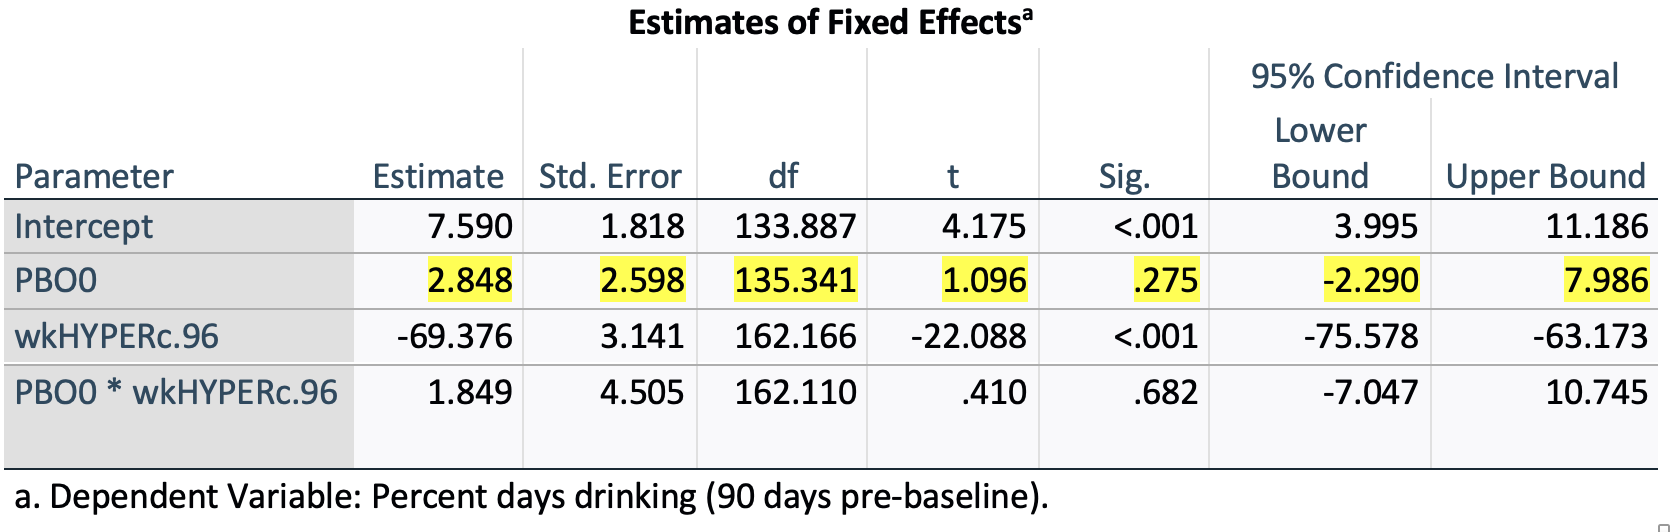 Estimates of Fixed Effectsa
95% Confidence Interval
Parameter Estimate Std. Error df t Sig. Lower Bound Upper Bound
Intercept 7.590 1.818 133.887 4.175 <.001 3.995 11.186
PBO0 2.848 2.598 135.341 1.096 .275 -2.290 7.986
wkHYPERc.96 -69.376 3.141 162.166 -22.088 <.001 -75.578 -63.173
PBO0 * wkHYPERc.96 1.849 4.505 162.110 .410 .682 -7.047 10.745
a. Dependent Variable: Percent days drinking (90 days pre-baseline).